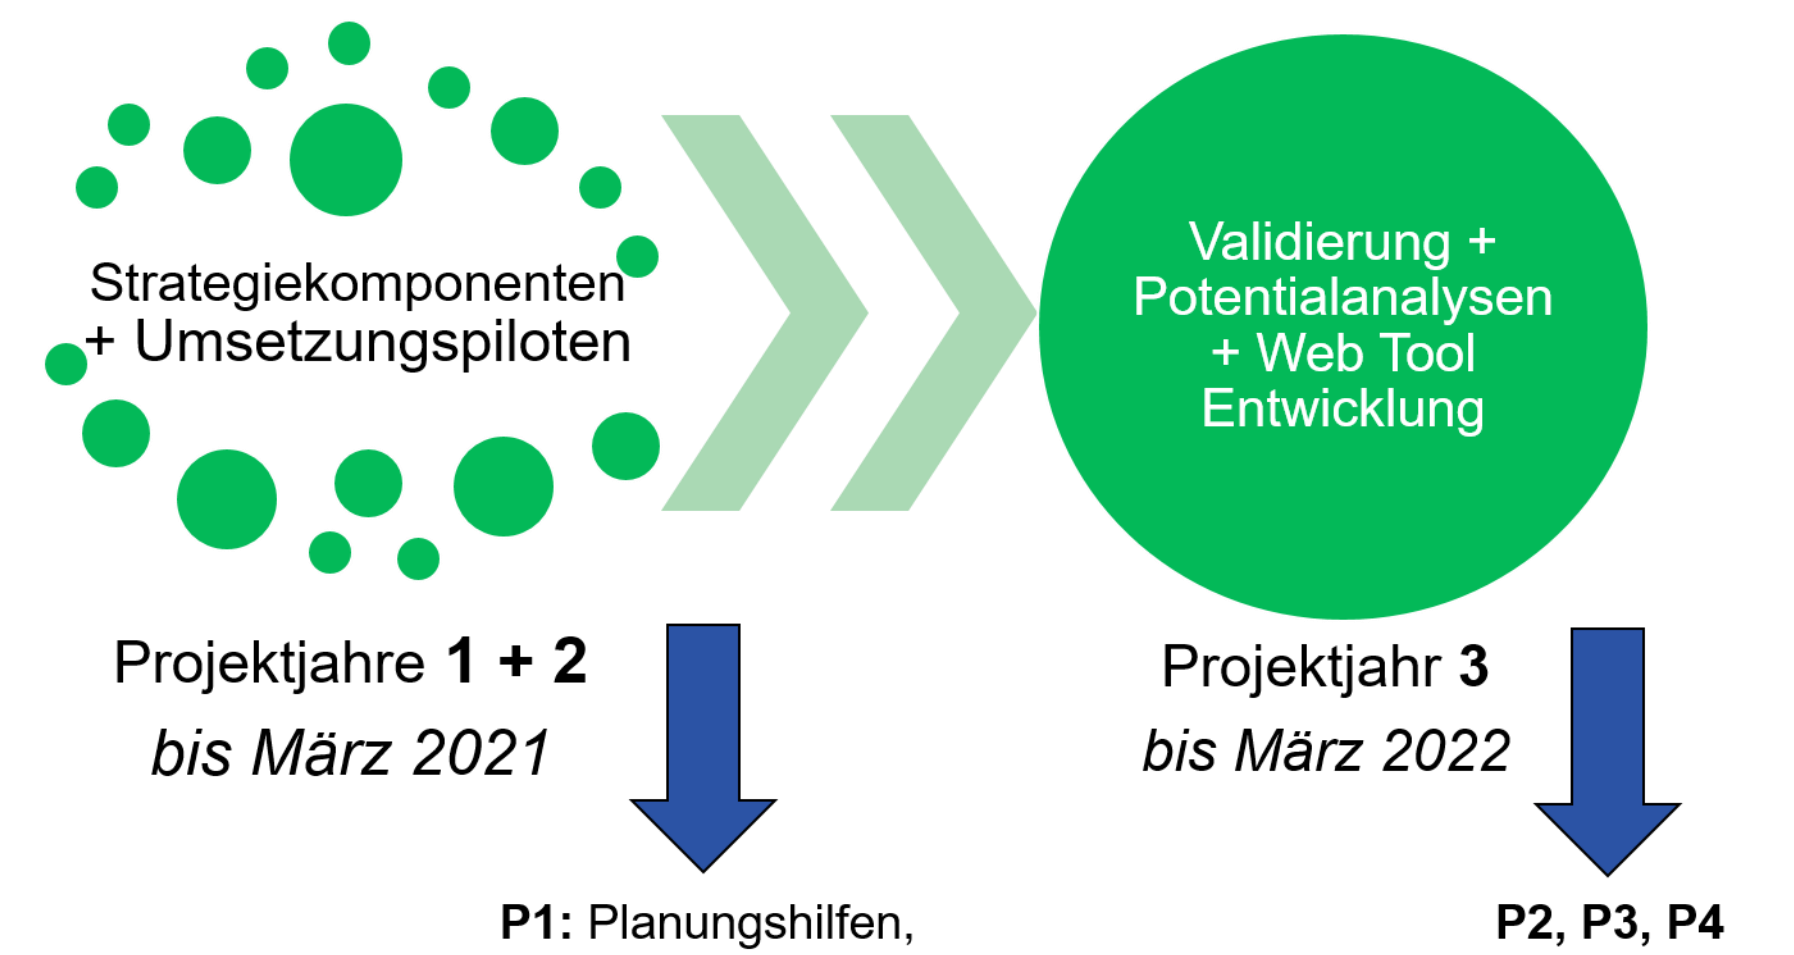 Strategiekomponenten
+ Umsetzungspiloten
Validierung +
Potentialanalysen
+ Web Tool
Entwicklung
Projektjahre 1 + 2
bis März 2021
Projektjahr 3
bis März 2022
P1: Planungshilfen,
P2, P3, P4